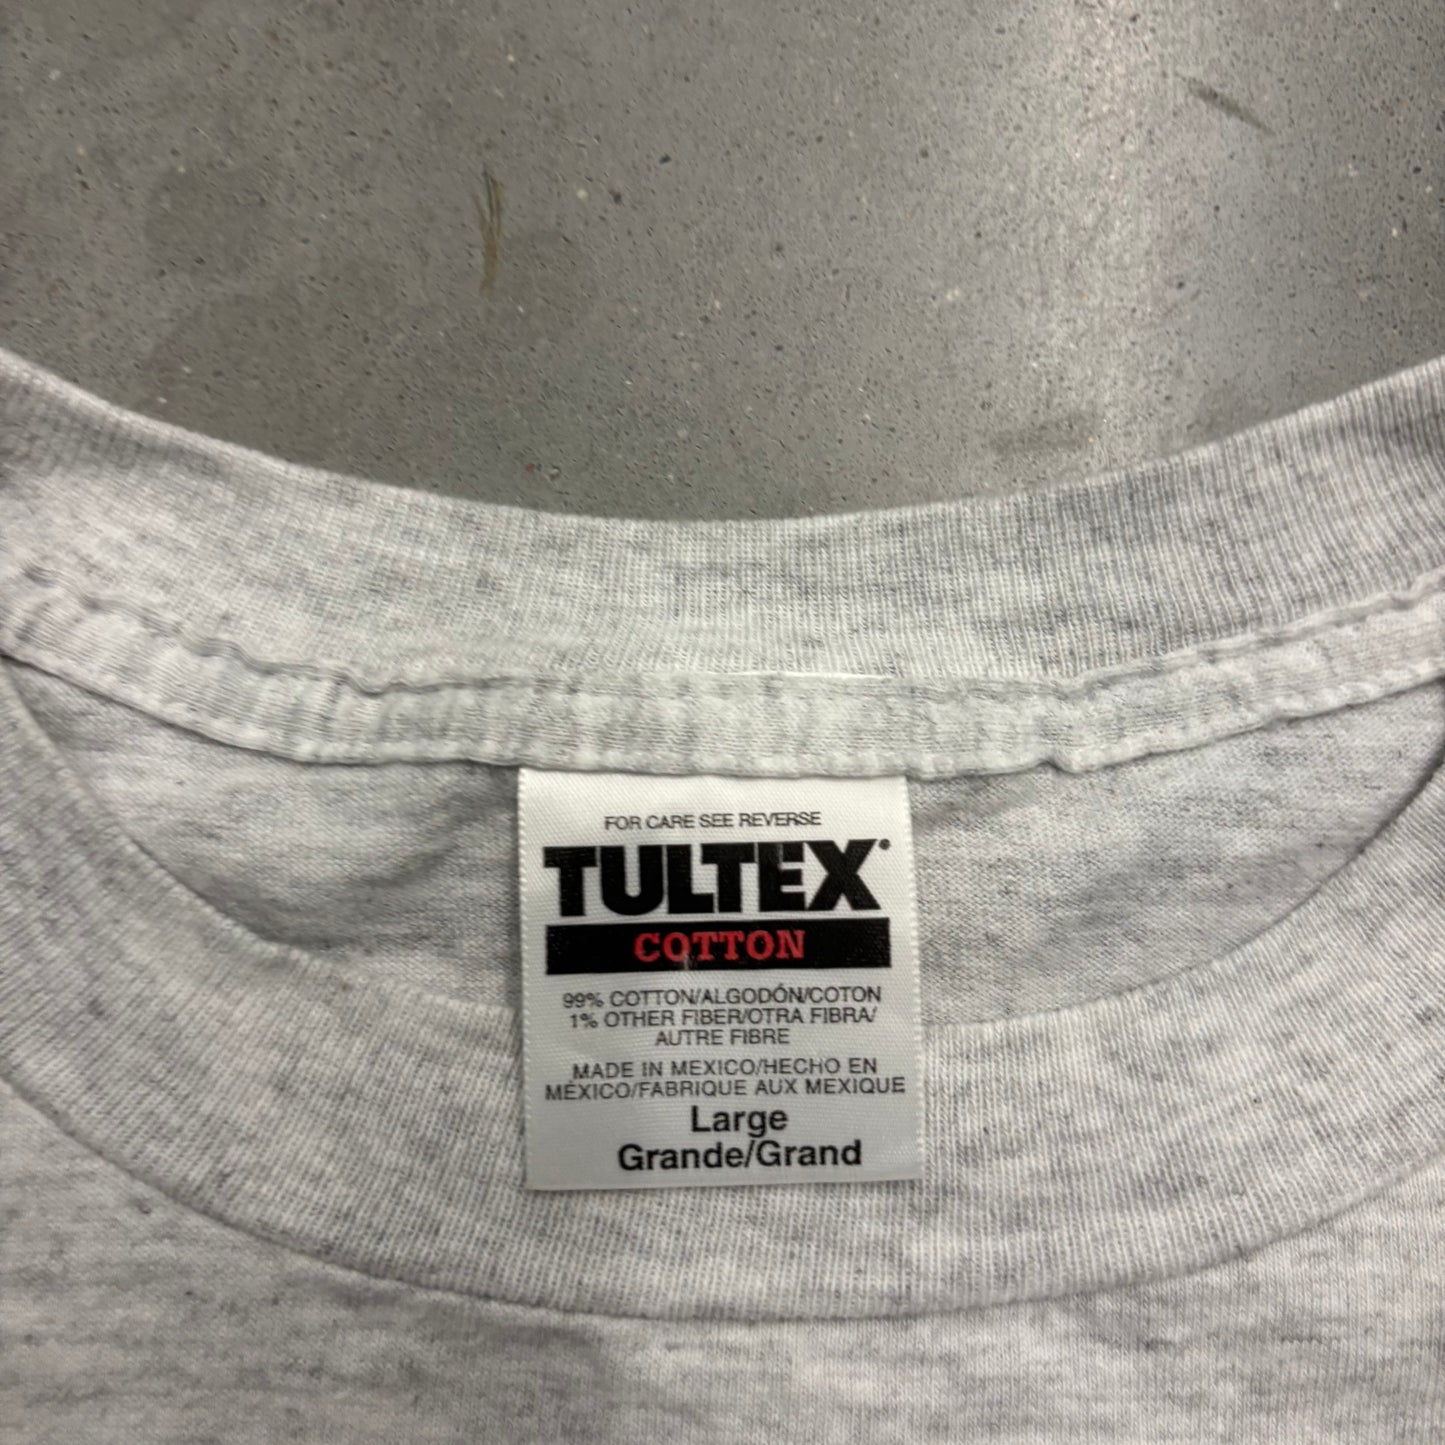 FOR CARE SEE REVERSE
TULTEX®
COTTON
99% COTTON/ALGODÓN/COTON
1% OTHER FIBER/OTRA FIBRA/
AUTRE FIBRE
MADE IN MEXICO/HECHO EN
MÉXICO/FABRIQUE AUX MEXIQUE
Large
Grande/Grand